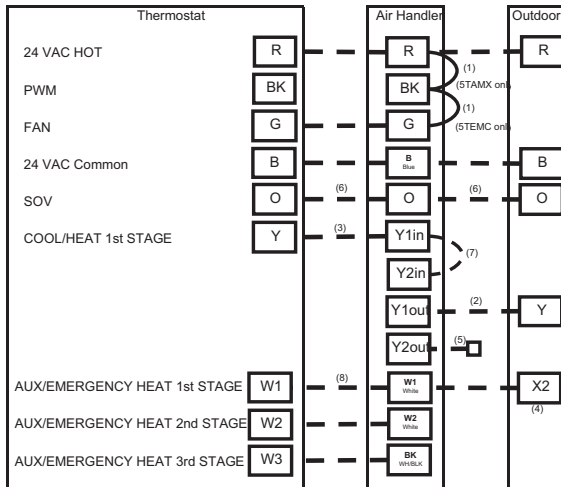 Thermostat Air Handler Outdoor
24 VAC HOT R R R
(1)
PWM BK BK (5TAMX only
(1)
FAN G G (5TEMC only
24 VAC Common B B Blue B
SOV O (6) O (6) O
COOL/HEAT 1st STAGE Y (3) Y1in
(7)
Y2in
Y1out (2) Y
Y2out (5)
AUX/EMERGENCY HEAT 1st STAGE W1 (8) W1 White X2
(4)
AUX/EMERGENCY HEAT 2nd STAGE W2 W2 White
AUX/EMERGENCY HEAT 3rd STAGE W3 BK WH/BLK